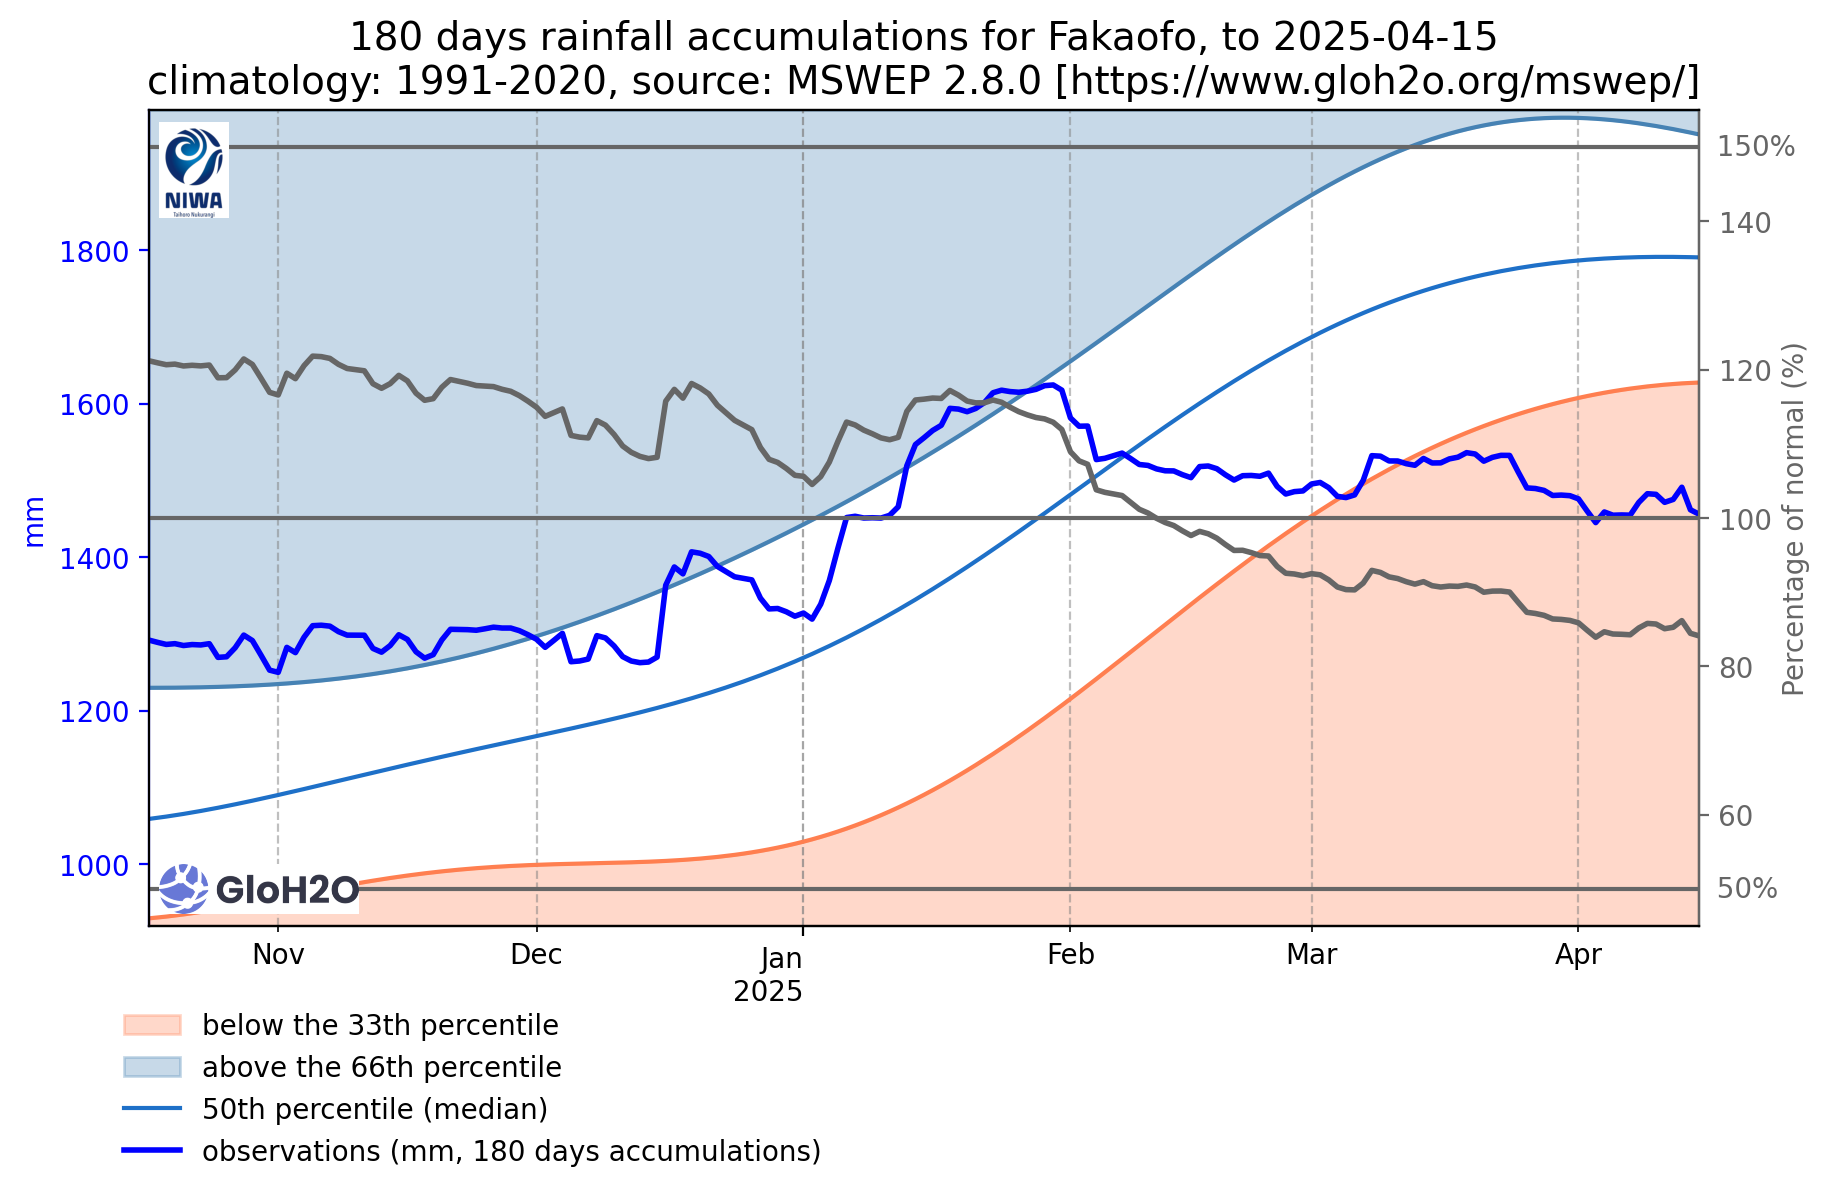 180 days rainfall accumulations for Fakaofo, to 2025-04-15
climatology: 1991-2020, source: MSWEP 2.8.0 [https://www.gloh2o.org/mswep/]
NIWA
Taihoro Nukurangi
150%
140
120
100
80
60
50%
Percentage of normal (%)
1800
1600
1400
1200
1000
mm
GloH2O
Nov
Dec
Jan
2025
Feb
Mar
Apr
below the 33th percentile
above the 66th percentile
50th percentile (median)
observations (mm, 180 days accumulations)